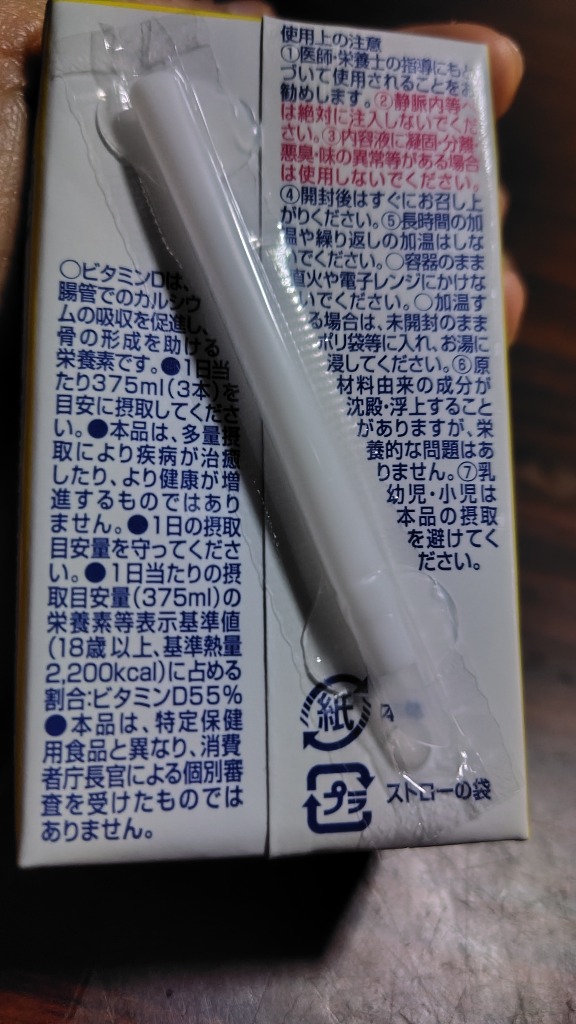 ○ビタミンDは、
腸管でのカルシウ
ムの吸収を促進し、
骨の形成を助ける
栄養素です。●1日当
たり375ml(3本)を
目安に摂取してくださ
い。●本品は、多量摂
取により疾病が治癒
したり、より健康が増
進するものではあり
ません。●1日の摂取
目安量を守ってくださ
い。●1日当たりの摂
取目安量(375ml)の
栄養素等表示基準値
(18歳以上、基準熱量
2,200kcal)に占める
割合:ビタミンD55%
●本品は、特定保健
用食品と異なり、消費
者庁長官による個別審
査を受けたものでは
ありません。
使用上の注意
①医師・栄養士の指導にもと
づいて使用されることをお
勧めします。②静脈内等へ
は絶対に注入しないでくだ
さい。③内容液に凝固・分離・
悪臭・味の異常等がある場合
は使用しないでください。
④開封後はすぐにお召し上
がりください。⑤長時間の加
温や繰り返しの加温はしな
いでください。○容器のまま
直火や電子レンジにかけな
いでください。○加温す
る場合は、未開封のまま
ポリ袋等に入れ、お湯に
浸してください。⑥原
材料由来の成分が
沈殿・浮上すること
がありますが、栄
養的な問題はあ
りません。⑦乳
幼児・小児は
本品の摂取
を避けてく
ださい。
紙
プラ ストローの袋